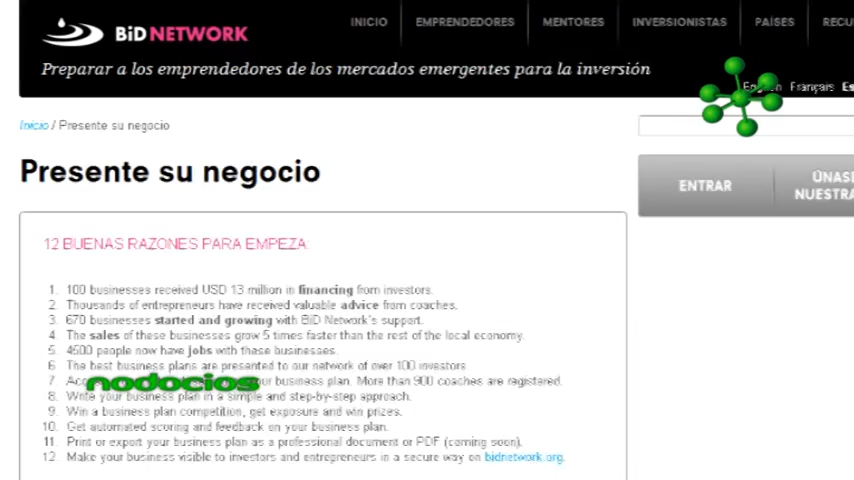 BiD NETWORK
INICIO
EMPRENDEDORES
MENTORES
INVERSIONISTAS
PAÍSES
RECU
Preparar a los emprendedores de los mercados emergentes para la inversión
English Français Es
Inicio / Presente su negocio
Presente su negocio
ENTRAR
ÚNASE
NUESTRA
12 BUENAS RAZONES PARA EMPEZA:
1. 100 businesses received USD 13 million in financing from investors.
2. Thousands of entrepreneurs have received valuable advice from coaches.
3. 670 businesses started and growing with BiD Network's support.
4. The sales of these businesses grow 5 times faster than the rest of the local economy.
5. 4500 people now have jobs with these businesses.
6. The best business plans are presented to our network of over 100 investors
7. your business plan. More than 900 coaches are registered.
nodocios
8. Write your business plan in a simple and step-by-step approach.
9. Win a business plan competition, get exposure and win prizes.
10. Get automated scoring and feedback on your business plan.
11. Print or export your business plan as a professional document or PDF (coming soon).
12. Make your business visible to investors and entrepreneurs in a secure way on bidnetwork.org.